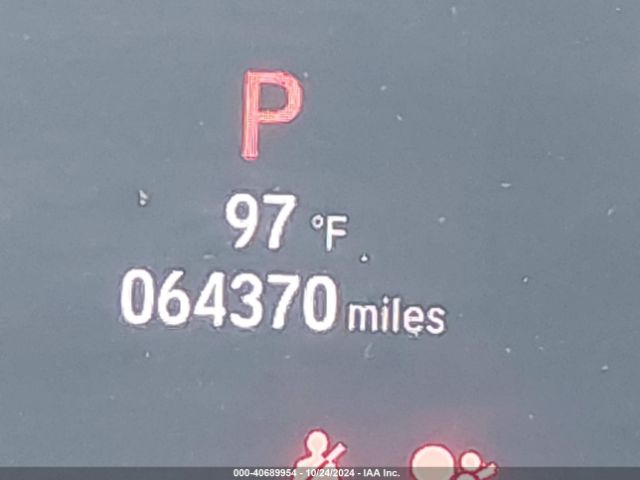 P
97 °F
064370 miles
000-40689954 - 10/24/2024 - IAA Inc.